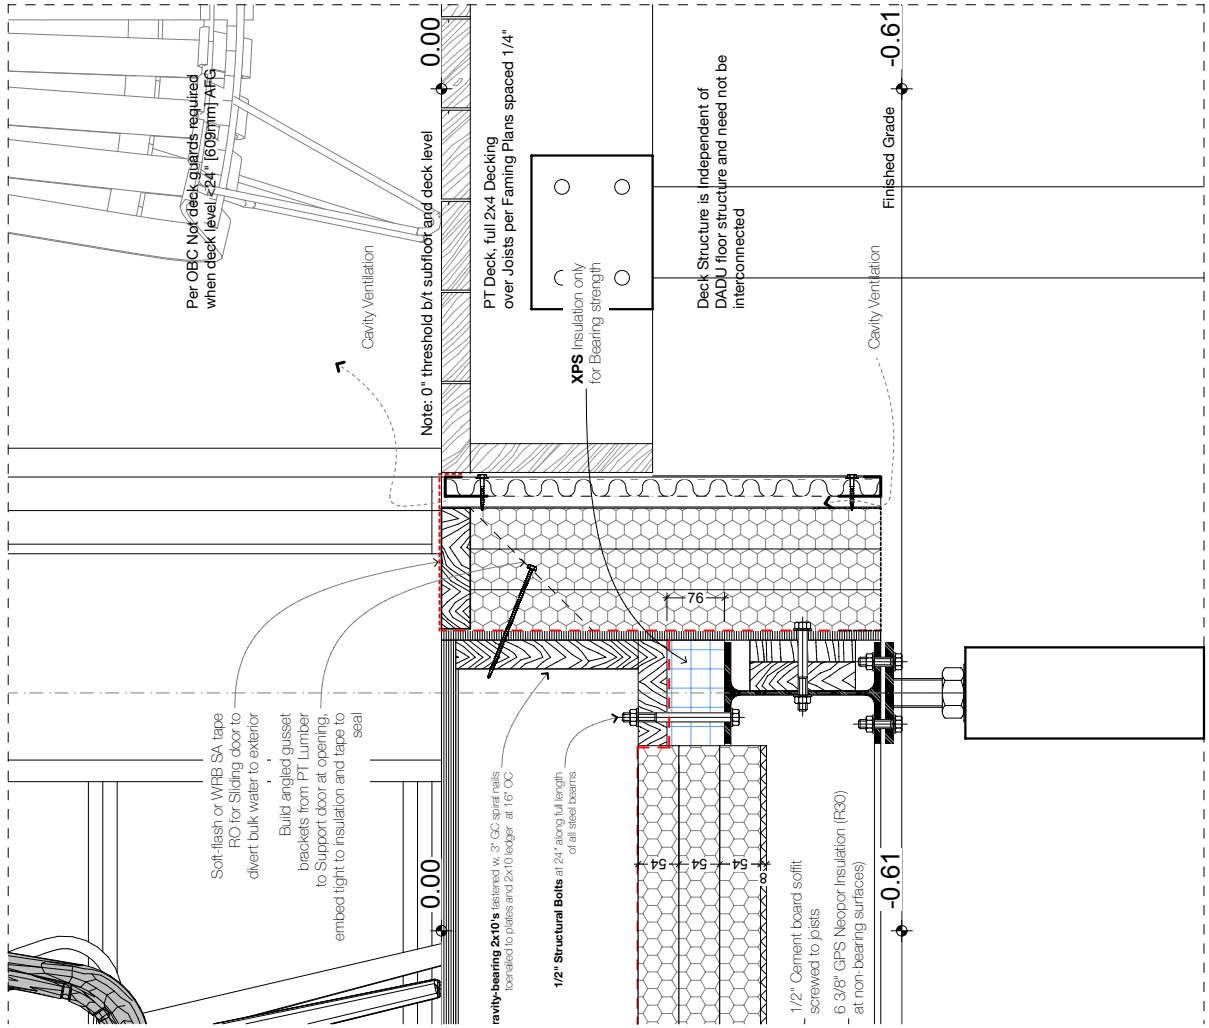 Per OBC Not deck guards required
when deck level <24" [609mm] AFG
Cavity Ventilation
Note: 0" threshold b/t subfloor and deck level
0.00
PT Deck, full 2x4 Decking
over Joists per Faming Plans spaced 1/4"
XPS Insulation only
for Bearing strength
Deck Structure is Independent of
DADU floor structure and need not be
interconnected
Cavity Ventilation
Finished Grade
-0.61
76
Soft-flash or WRB SA tape
RO for Sliding door to
divert bulk water to exterior
Build angled gusset
brackets from PT Lumber
to Support door at opening,
embed tight to insulation and tape to
seal
0.00
ravity-bearing 2x10's fastened w. 3" GC spiral nails
toenailed to plates and 2x10 ledger at 16" OC
1/2" Structural Bolts at 24" along full length
of all steel beams
54
54
54
8
1/2" Cement board soffit
screwed to joists
6 3/8" GPS Neopor Insulation (R30)
at non-bearing surfaces)
-0.61